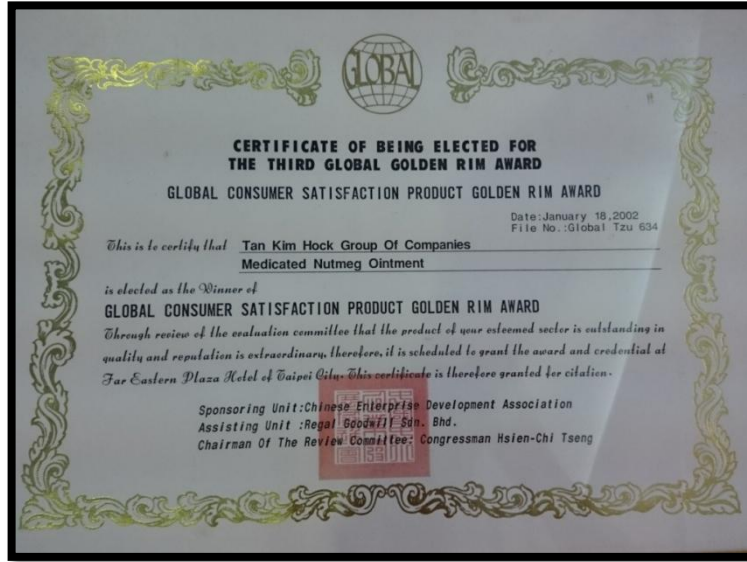 GLOBAL
CERTIFICATE OF BEING ELECTED FOR
THE THIRD GLOBAL GOLDEN RIM AWARD
GLOBAL CONSUMER SATISFACTION PRODUCT GOLDEN RIM AWARD
Date:January 18,2002
File No.:Global Tzu 634
This is to certify that Tan Kim Hock Group Of Companies
Medicated Nutmeg Ointment
is elected as the Winner of
GLOBAL CONSUMER SATISFACTION PRODUCT GOLDEN RIM AWARD
Through review of the evaluation committee that the product of your esteemed sector is outstanding in
quality and reputation is extraordinary, therefore, it is scheduled to grant the award and credential at
Far Eastern Plaza Hotel of Taipei City. This certificate is therefore granted for citation.
Sponsoring Unit:Chinese Enterprise Development Association
Assisting Unit :Regal Goodwill Sdn. Bhd.
Chairman Of The Review Committee: Congressman Hsien-Chi Tseng